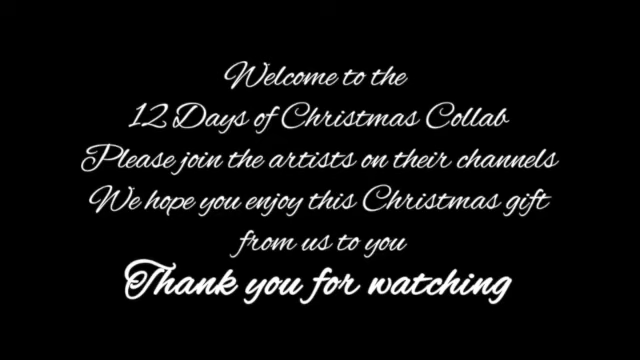 Welcome to the
12 Days of Christmas Collab
Please join the artists on their channels
We hope you enjoy this Christmas gift
from us to you
Thank you for watching